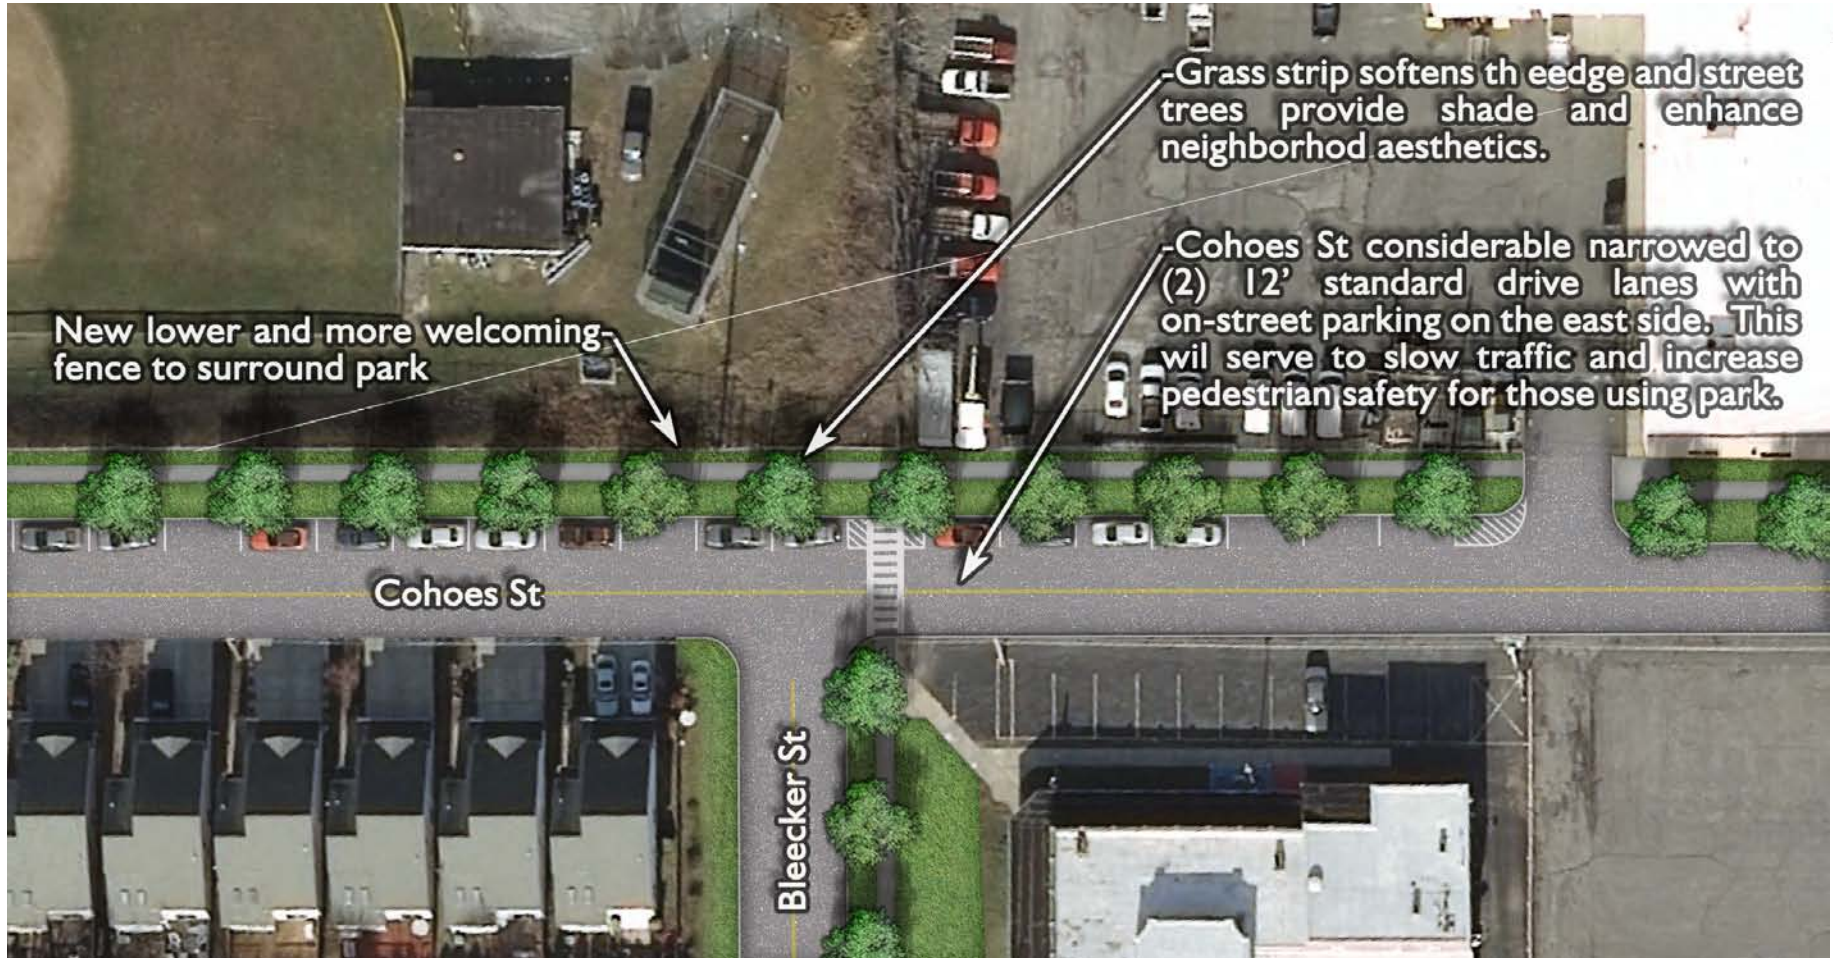 -Grass strip softens th eedge and street
trees provide shade and enhance
neighborhod aesthetics.
-Cohoes St considerable narrowed to
(2) 12' standard drive lanes with
on-street parking on the east side. This
wil serve to slow traffic and increase
pedestrian safety for those using park.
New lower and more welcoming-
fence to surround park
Cohoes St
Bleecker St